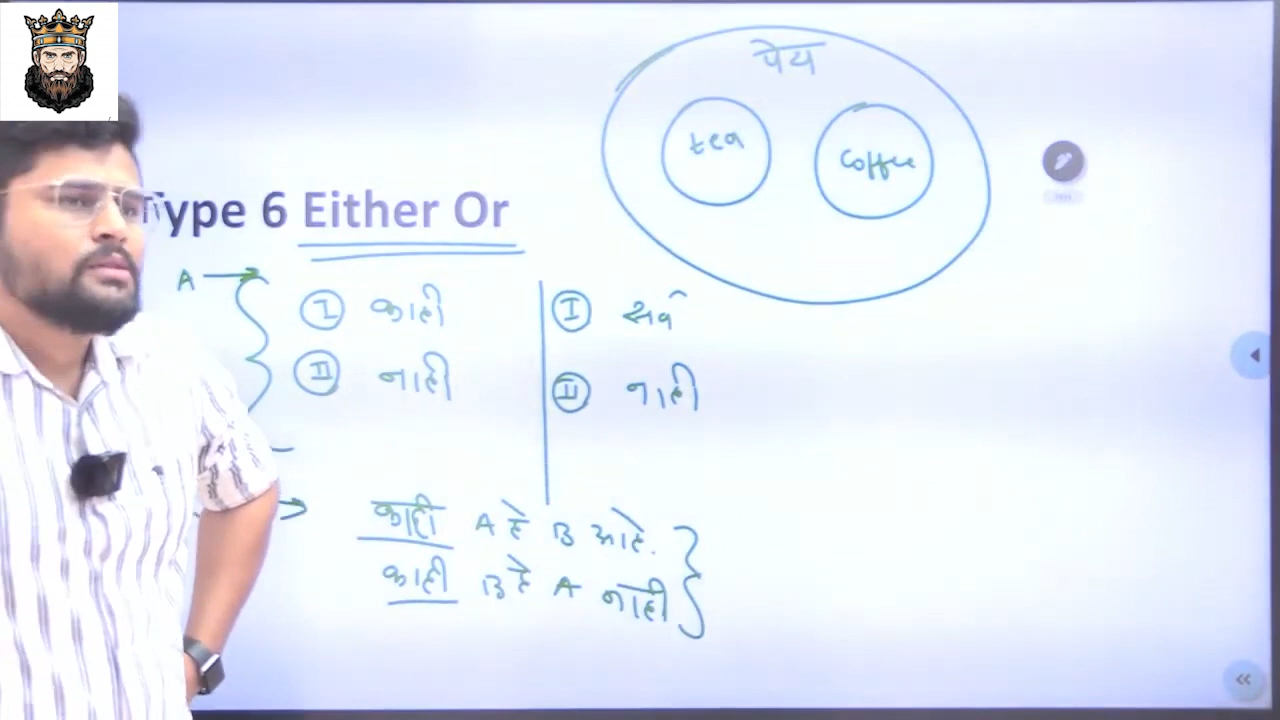 पेय
tea
coffee
Type 6 Either Or
A →
I काही
II नाही
I सर्व
II नाही
→ काही A हे B आहे.
काही B हे A नाही